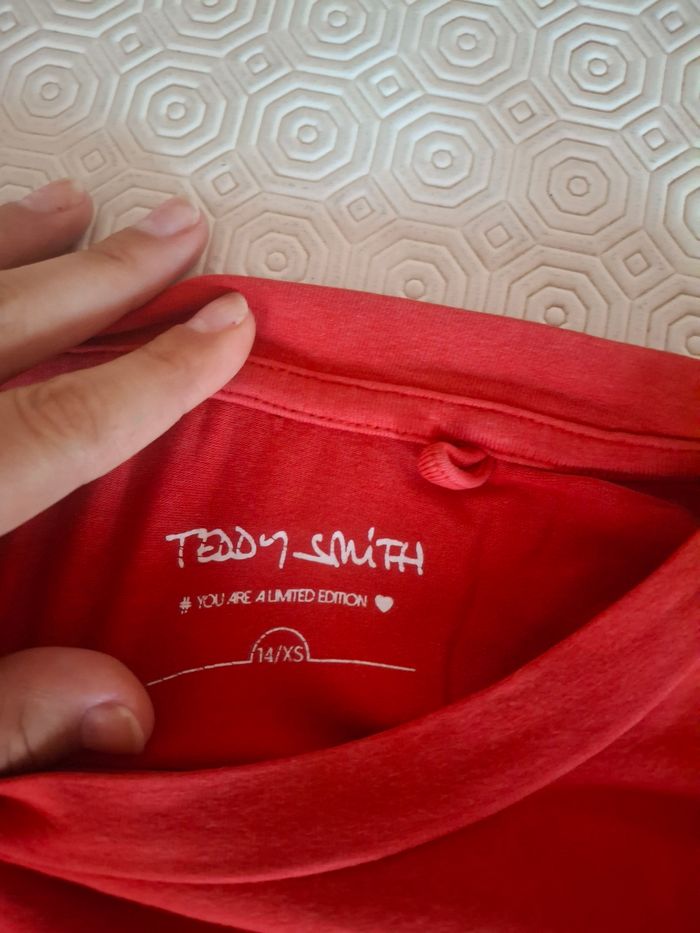 TEDDY SMiTH
# YOU ARE A LIMITED EDITION ♥
14/XS